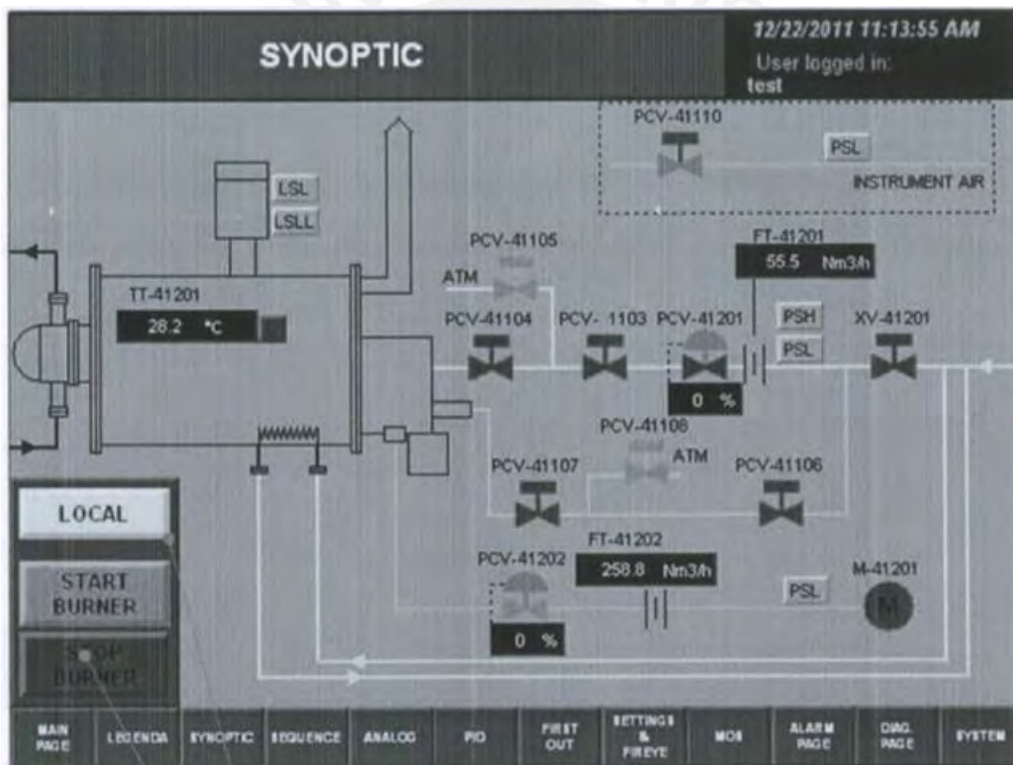 SYNOPTIC
12/22/2011 11:13:55 AM
User logged in:
test
PCV-41110
PSL
INSTRUMENT AIR
LSL
LSLL
PCV-41105
ATM
FT-41201
55.5 Nm3/h
TT-41201
28.2 °C
PCV-41104
PCV- 1103
PCV-41201
PSH
PSL
XV-41201
0 %
PCV-41108
ATM
PCV-41107
PCV-41106
LOCAL
START
BURNER
STOP
BURNER
PCV-41202
FT-41202
258.8 Nm3/h
PSL
M-41201
M
0 %
MAIN
PAGE
LEGENDA
SYNOPTIC
SEQUENCE
ANALOG
PID
FIRST
OUT
SETTINGS
&
FIREYE
MOS
ALARM
PAGE
DIAG.
PAGE
SYSTEM